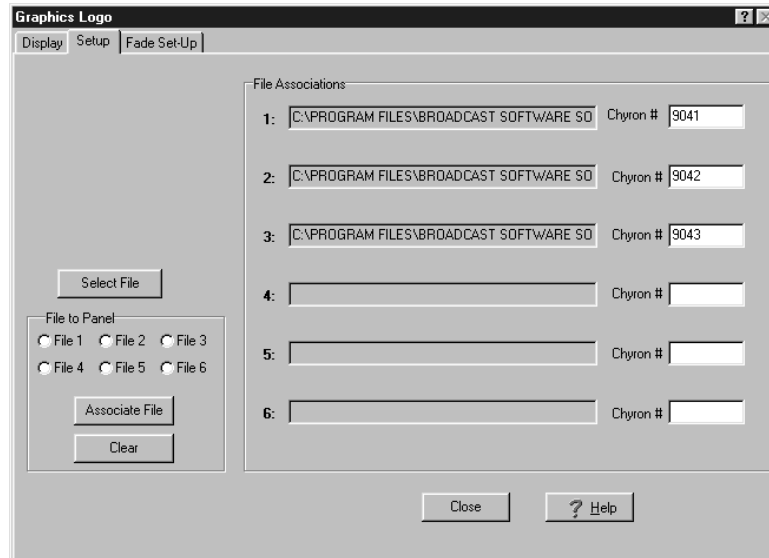 Graphics Logo
Display Setup Fade Set-Up
File Associations
1: C:\PROGRAM FILES\BROADCAST SOFTWARE SO Chyron # 9041
2: C:\PROGRAM FILES\BROADCAST SOFTWARE SO Chyron # 9042
3: C:\PROGRAM FILES\BROADCAST SOFTWARE SO Chyron # 9043
Select File
4: Chyron #
File to Panel
File 1 File 2 File 3
File 4 File 5 File 6
5: Chyron #
Associate File
6: Chyron #
Clear
Close ? Help